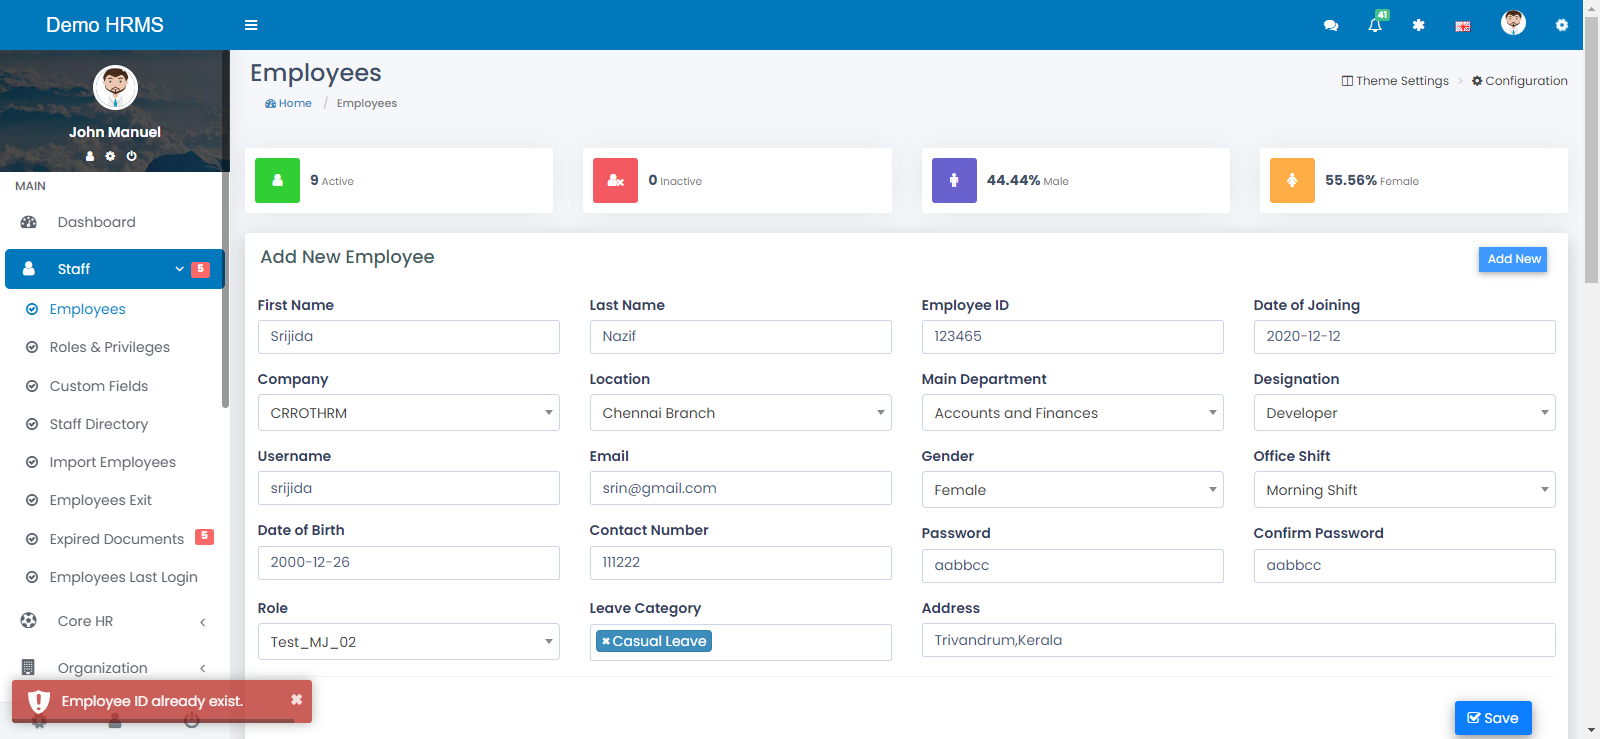 Demo HRMS
41
John Manuel
MAIN
Dashboard
Staff 5
Employees
Roles & Privileges
Custom Fields
Staff Directory
Import Employees
Employees Exit
Expired Documents 5
Employees Last Login
Core HR
Organization
Employee ID already exist.
Employees
Home / Employees
Theme Settings > Configuration
9 Active
0 Inactive
44.44% Male
55.56% Female
Add New Employee
Add New
First Name Last Name Employee ID Date of Joining
Srijida Nazif 123465 2020-12-12
Company Location Main Department Designation
CRROTHRM Chennai Branch Accounts and Finances Developer
Username Email Gender Office Shift
srijida srin@gmail.com Female Morning Shift
Date of Birth Contact Number Password Confirm Password
2000-12-26 111222 aabbcc aabbcc
Role Leave Category Address
Test_MJ_02 × Casual Leave Trivandrum,Kerala
Save